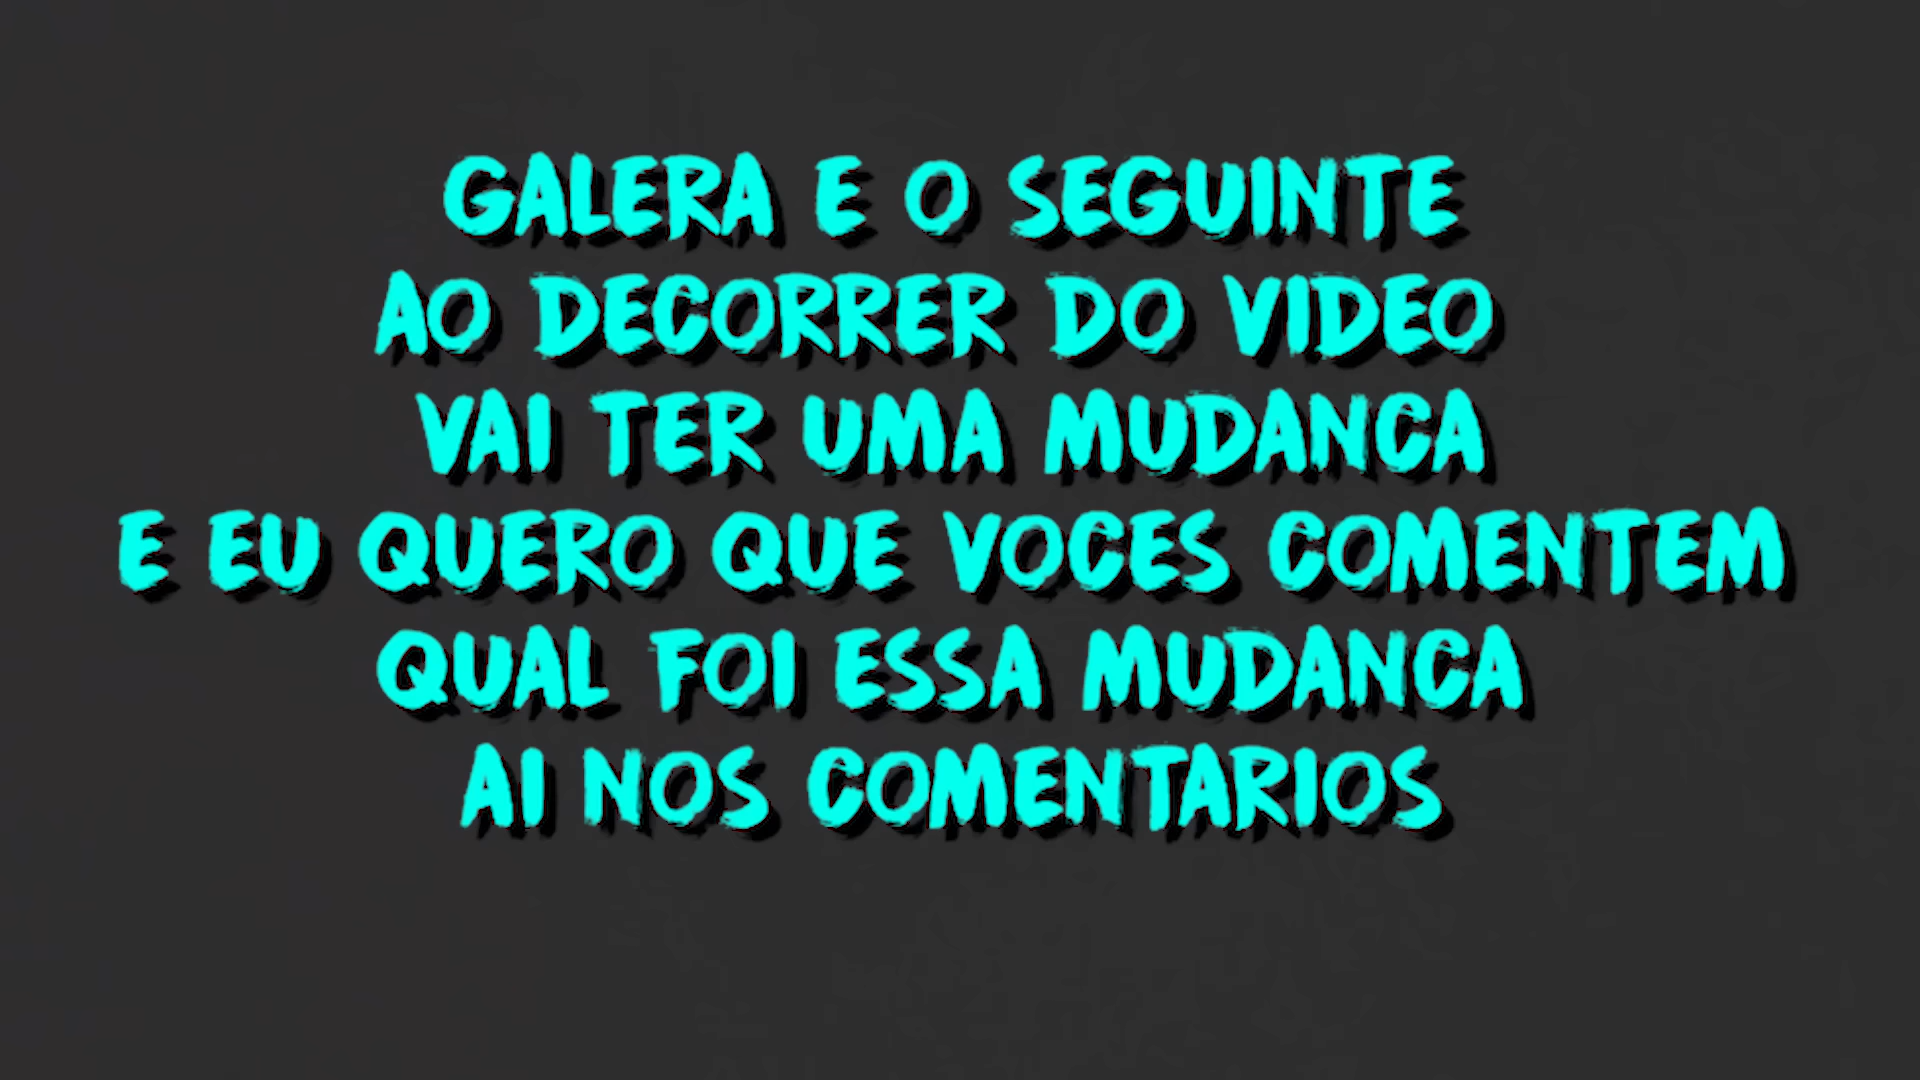 GALERA E O SEGUINTE
AO DECORRER DO VIDEO
VAI TER UMA MUDANCA
E EU QUERO QUE VOCES COMENTEM
QUAL FOI ESSA MUDANCA
AI NOS COMENTARIOS